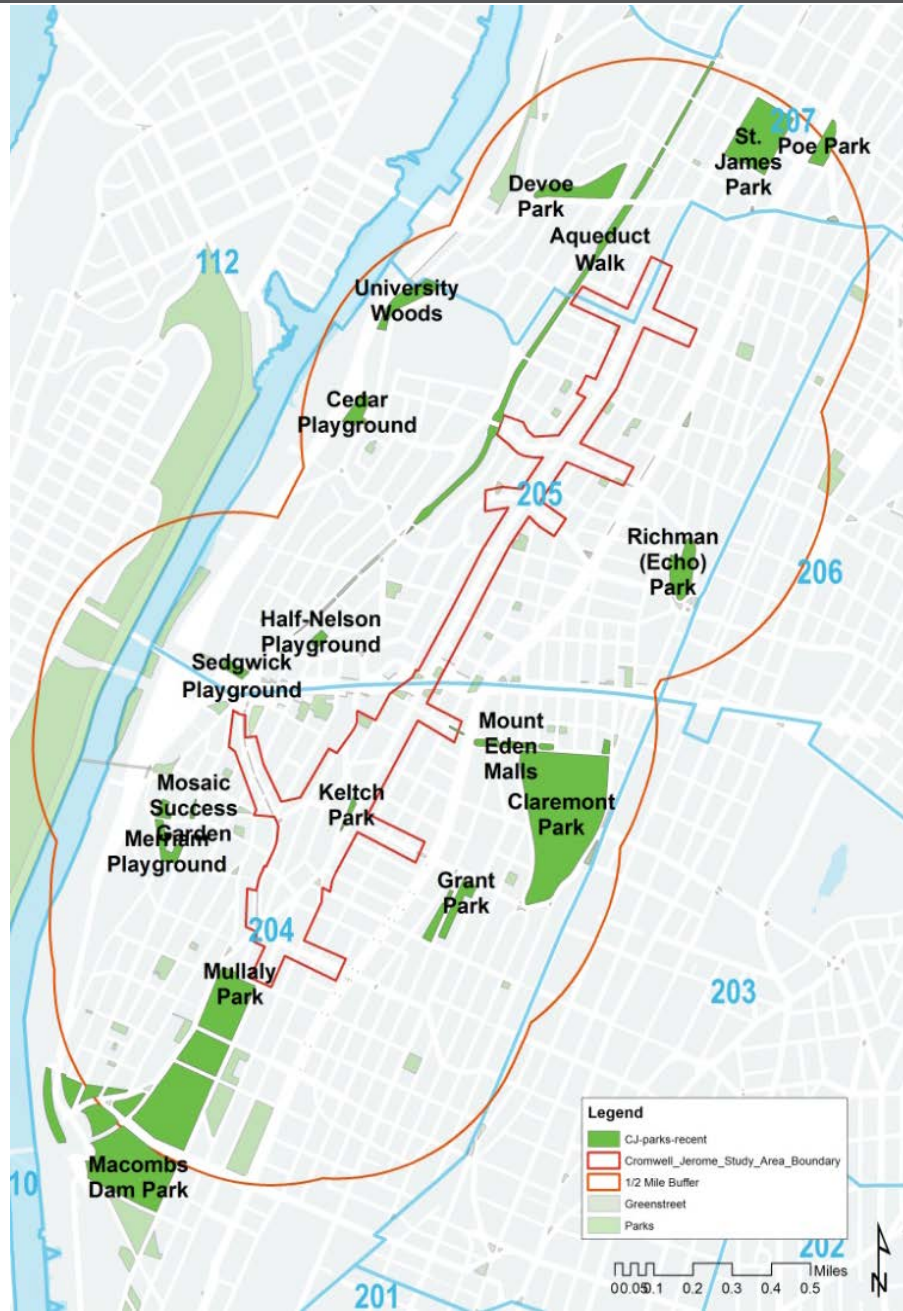 207
St.
James
Park
Poe Park
Devoe
Park
Aqueduct
Walk
112
University
Woods
Cedar
Playground
205
Richman
(Echo)
Park
206
Half-Nelson
Playground
Sedgwick
Playground
Mount
Eden
Malls
Mosaic
Success
Garden
Keltch
Park
Claremont
Park
Merriam
Playground
Grant
Park
204
Mullaly
Park
203
Macombs
Dam Park
10
Legend
CJ-parks-recent
Cromwell_Jerome_Study_Area_Boundary
1/2 Mile Buffer
Greenstreet
Parks
202
Miles
0.1 0.2 0.3 0.4 0.5
N
201